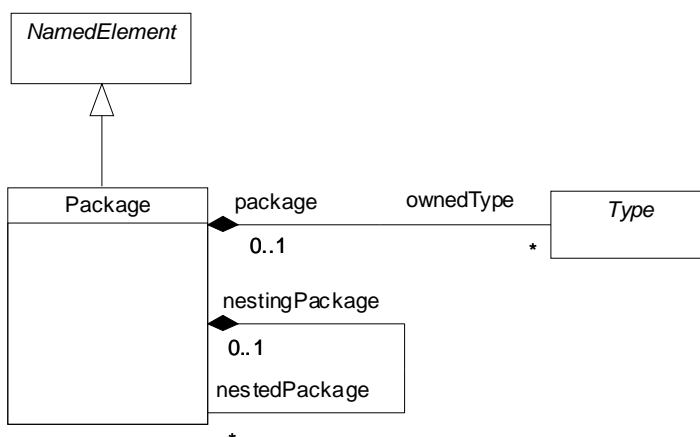 NamedElement
Package
package
ownedType
Type
0..1
*
nestingPackage
0..1
nestedPackage
*